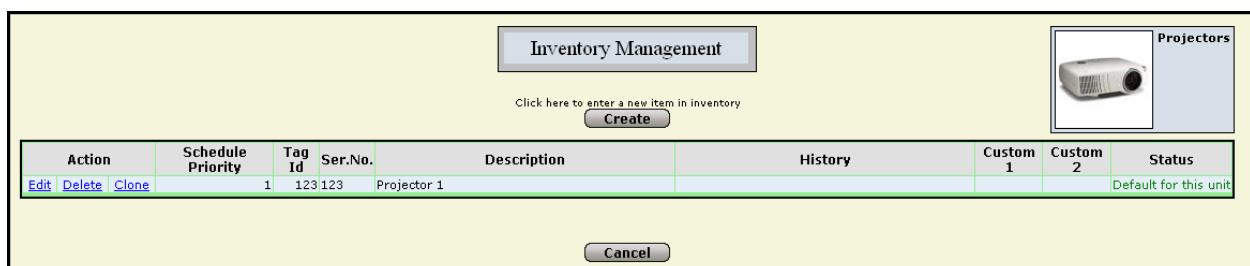 Inventory Management
Projectors
Click here to enter a new item in inventory
Create
Action Schedule Priority Tag Id Ser.No. Description History Custom 1 Custom 2 Status
Edit Delete Clone 1 123 123 Projector 1 Default for this unit
Cancel